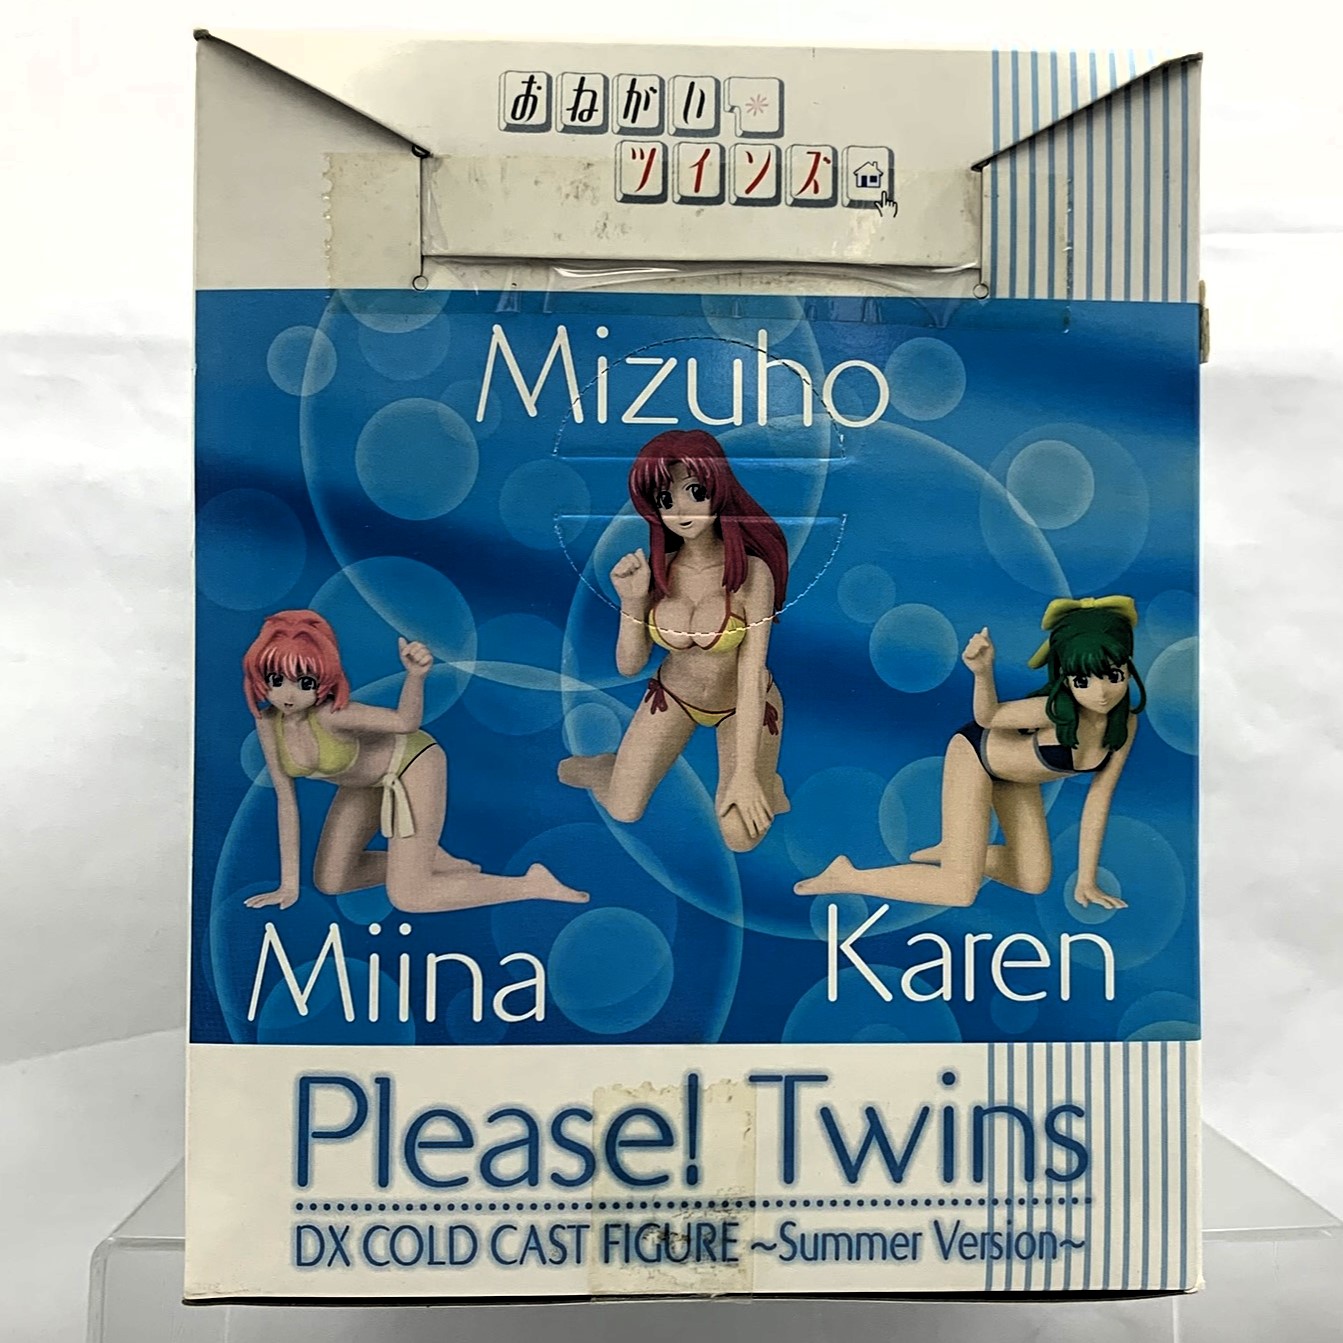 おねがい*
ツインズ
Mizuho
Miina
Karen
Please! Twins
DX COLD CAST FIGURE ~Summer Version~